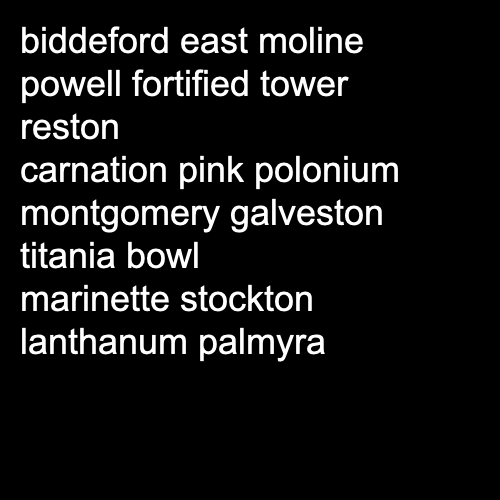 biddeford east moline
powell fortified tower
reston
carnation pink polonium
montgomery galveston
titania bowl
marinette stockton
lanthanum palmyra